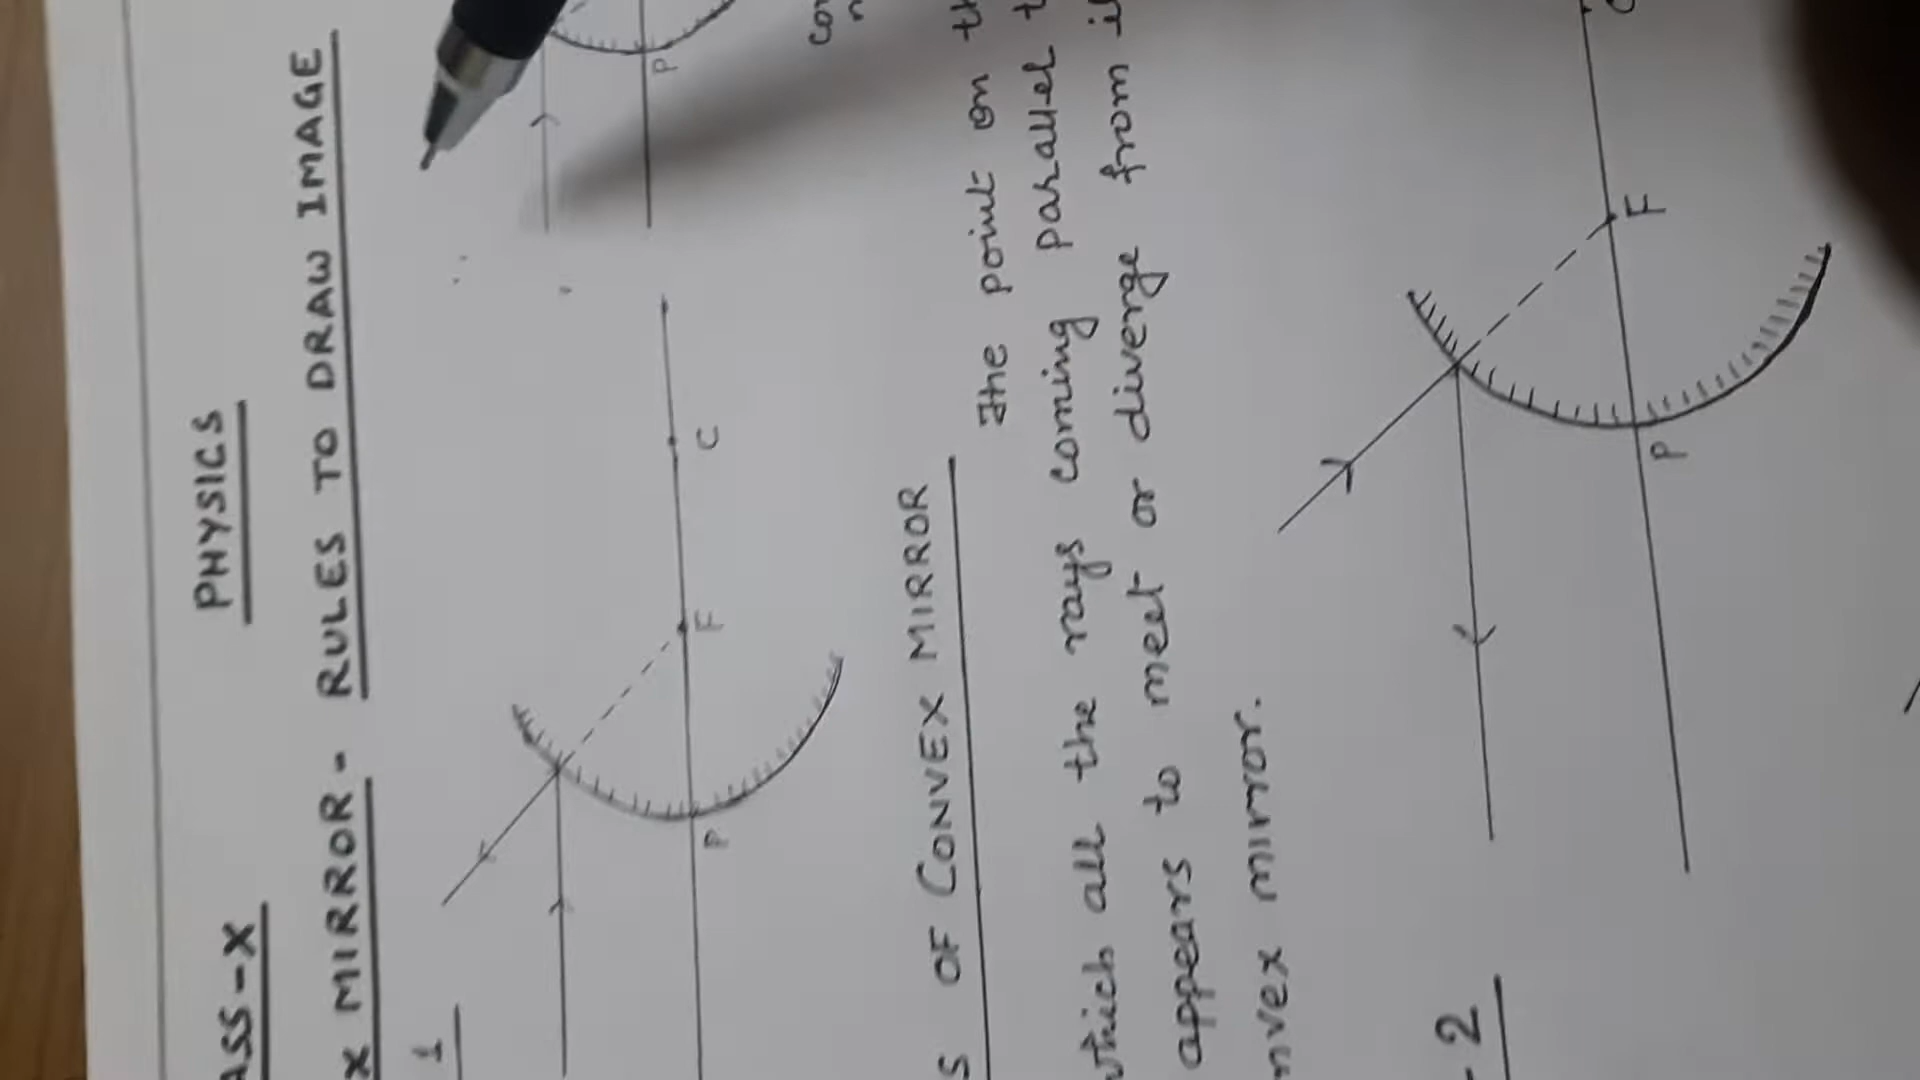 ASS-X PHYSICS
X MIRROR- RULES TO DRAW IMAGE
1
P
F
C
P
S OF CONVEX MIRROR
The point on
which all the rays coming parallel
appears to meet or diverge from
nvex mirror.
- 2
P
F